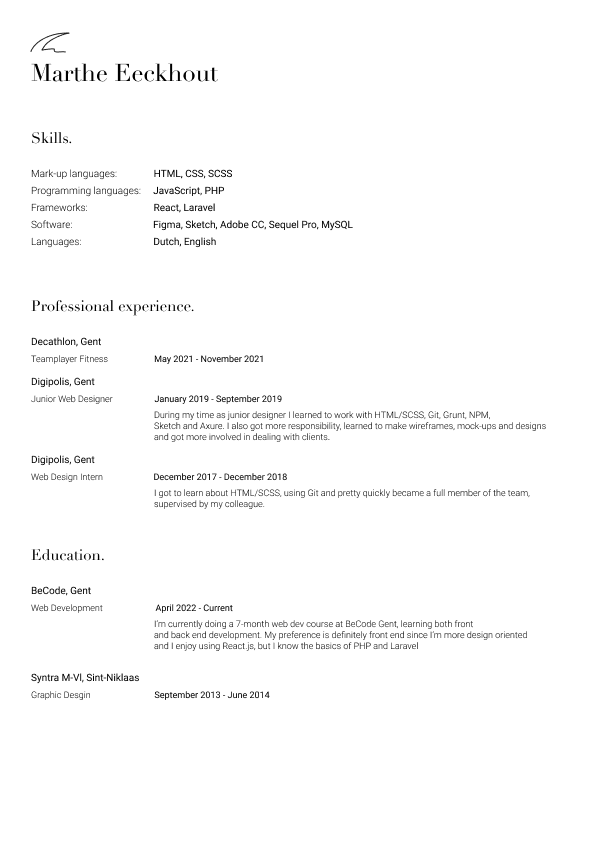 Marthe Eeckhout
Skills.
Mark-up languages: HTML, CSS, SCSS
Programming languages: JavaScript, PHP
Frameworks: React, Laravel
Software: Figma, Sketch, Adobe CC, Sequel Pro, MySQL
Languages: Dutch, English
Professional experience.
Decathlon, Gent
Teamplayer Fitness May 2021 - November 2021
Digipolis, Gent
Junior Web Designer January 2019 - September 2019
During my time as junior designer I learned to work with HTML/SCSS, Git, Grunt, NPM,
Sketch and Axure. I also got more responsibility, learned to make wireframes, mock-ups and designs
and got more involved in dealing with clients.
Digipolis, Gent
Web Design Intern December 2017 - December 2018
I got to learn about HTML/SCSS, using Git and pretty quickly became a full member of the team,
supervised by my colleague.
Education.
BeCode, Gent
Web Development April 2022 - Current
I'm currently doing a 7-month web dev course at BeCode Gent, learning both front
and back end development. My preference is definitely front end since I'm more design oriented
and I enjoy using React.js, but I know the basics of PHP and Laravel
Syntra M-Vl, Sint-Niklaas
Graphic Desgin September 2013 - June 2014